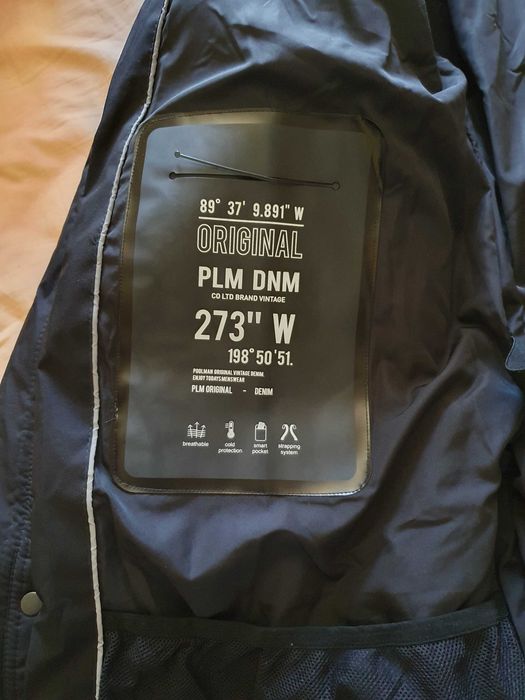 89° 37' 9.891" W
ORIGINAL
PLM DNM
CO LTD BRAND VINTAGE
273" W
198°50'51.
POOLMAN ORIGINAL VINTAGE DENIM.
ENJOY TODAYS MENSWEAR
PLM ORIGINAL - DENIM
breathable
cold protection
smart pocket
strapping system